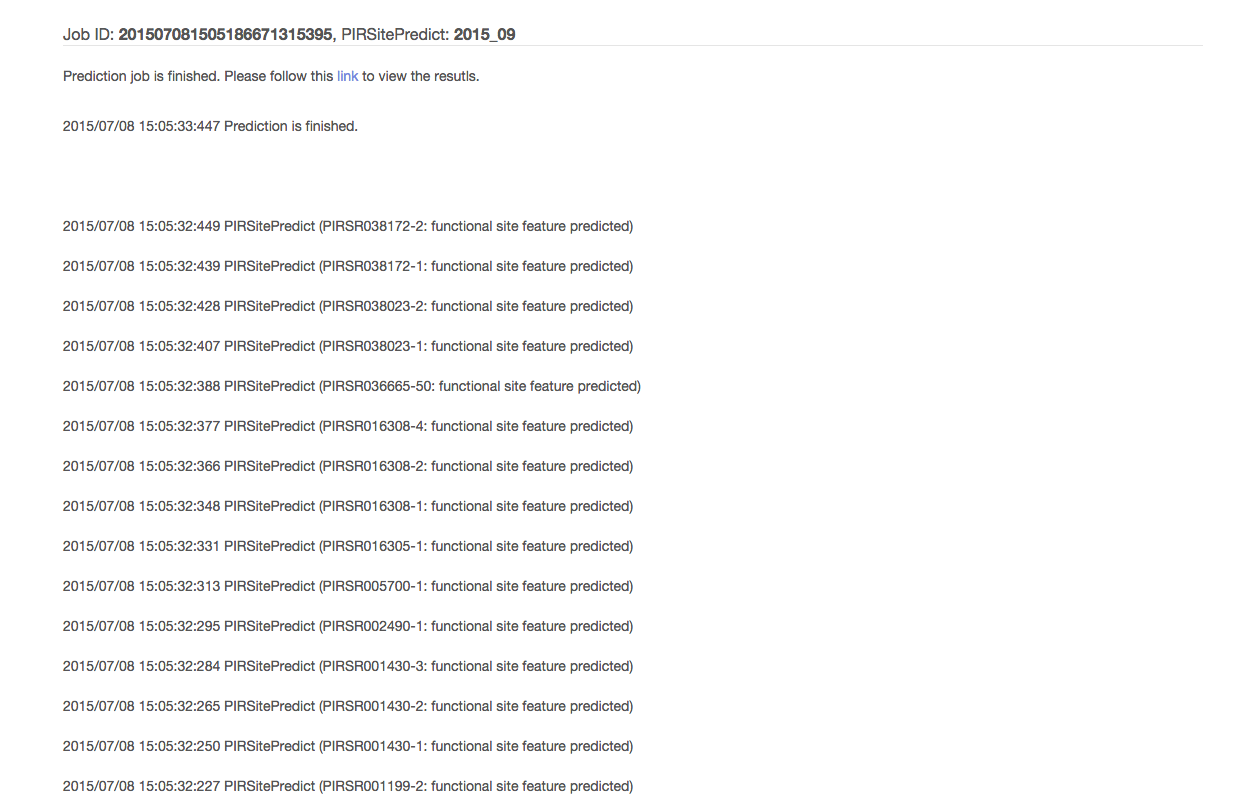 Job ID: 201507081505186671315395, PIRSitePredict: 2015_09
Prediction job is finished. Please follow this link to view the resutls.
2015/07/08 15:05:33:447 Prediction is finished.
2015/07/08 15:05:32:449 PIRSitePredict (PIRSR038172-2: functional site feature predicted)
2015/07/08 15:05:32:439 PIRSitePredict (PIRSR038172-1: functional site feature predicted)
2015/07/08 15:05:32:428 PIRSitePredict (PIRSR038023-2: functional site feature predicted)
2015/07/08 15:05:32:407 PIRSitePredict (PIRSR038023-1: functional site feature predicted)
2015/07/08 15:05:32:388 PIRSitePredict (PIRSR036665-50: functional site feature predicted)
2015/07/08 15:05:32:377 PIRSitePredict (PIRSR016308-4: functional site feature predicted)
2015/07/08 15:05:32:366 PIRSitePredict (PIRSR016308-2: functional site feature predicted)
2015/07/08 15:05:32:348 PIRSitePredict (PIRSR016308-1: functional site feature predicted)
2015/07/08 15:05:32:331 PIRSitePredict (PIRSR016305-1: functional site feature predicted)
2015/07/08 15:05:32:313 PIRSitePredict (PIRSR005700-1: functional site feature predicted)
2015/07/08 15:05:32:295 PIRSitePredict (PIRSR002490-1: functional site feature predicted)
2015/07/08 15:05:32:284 PIRSitePredict (PIRSR001430-3: functional site feature predicted)
2015/07/08 15:05:32:265 PIRSitePredict (PIRSR001430-2: functional site feature predicted)
2015/07/08 15:05:32:250 PIRSitePredict (PIRSR001430-1: functional site feature predicted)
2015/07/08 15:05:32:227 PIRSitePredict (PIRSR001199-2: functional site feature predicted)